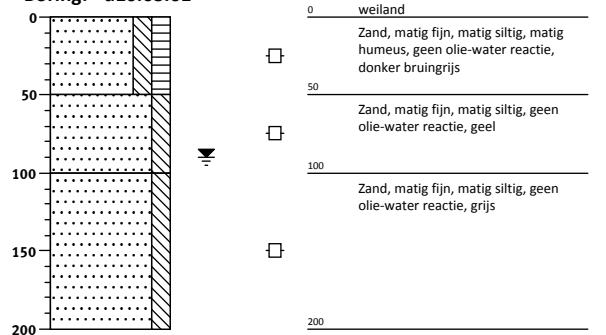 0
0
weiland
Zand, matig fijn, matig siltig, matig
humeus, geen olie-water reactie,
donker bruingrijs
50
50
Zand, matig fijn, matig siltig, geen
olie-water reactie, geel
100
100
Zand, matig fijn, matig siltig, geen
olie-water reactie, grijs
150
200
200